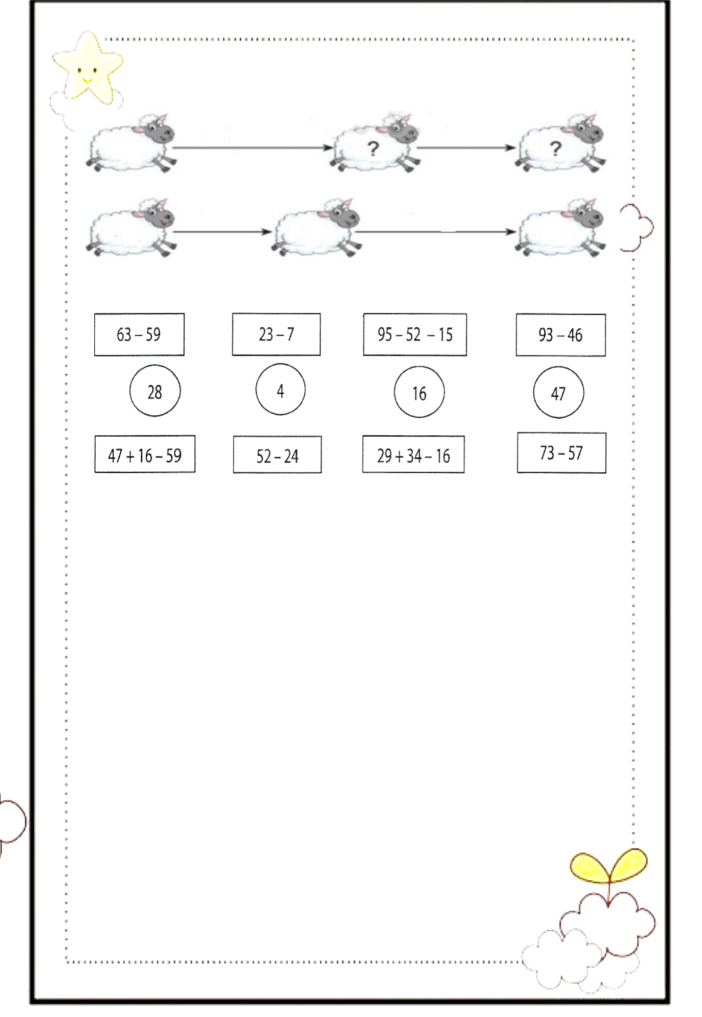 ? ?
63 – 59 23 – 7 95 – 52 – 15 93 – 46
28 4 16 47
47 + 16 – 59 52 – 24 29 + 34 – 16 73 – 57